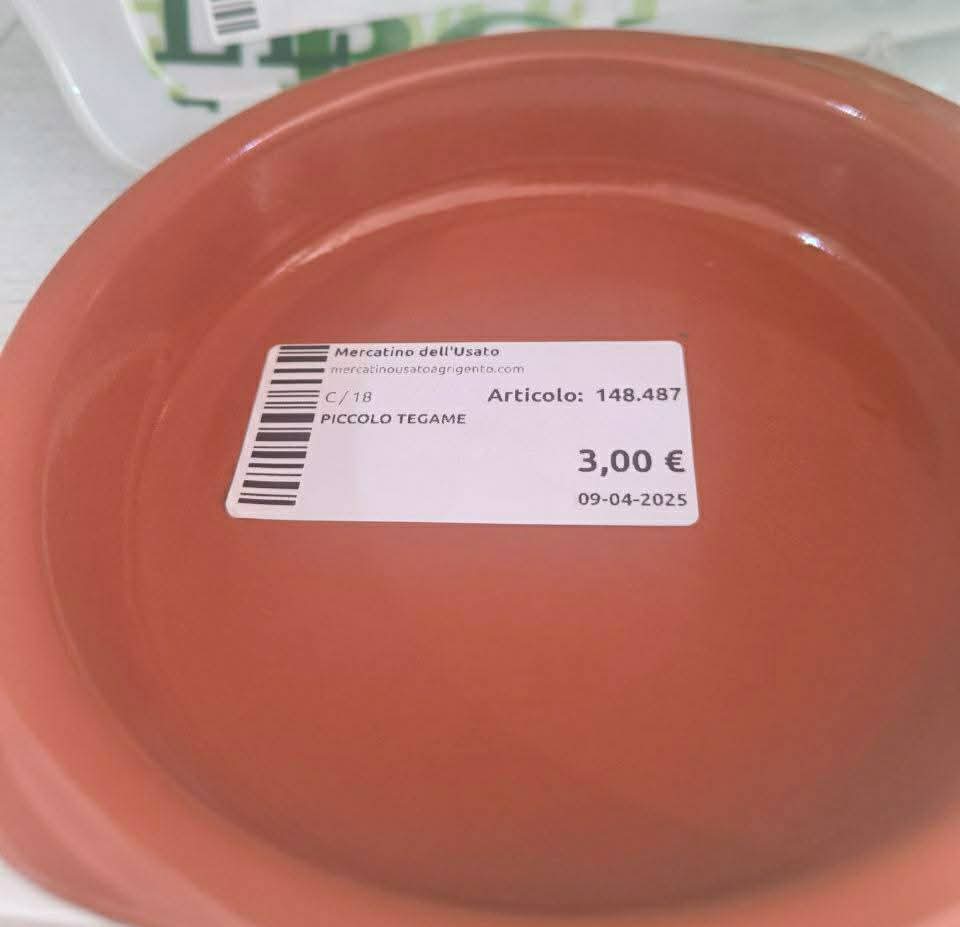 Mercatino dell'Usato
mercatinousatoagrigento.com
C / 18 Articolo: 148.487
PICCOLO TEGAME
3,00 €
09-04-2025